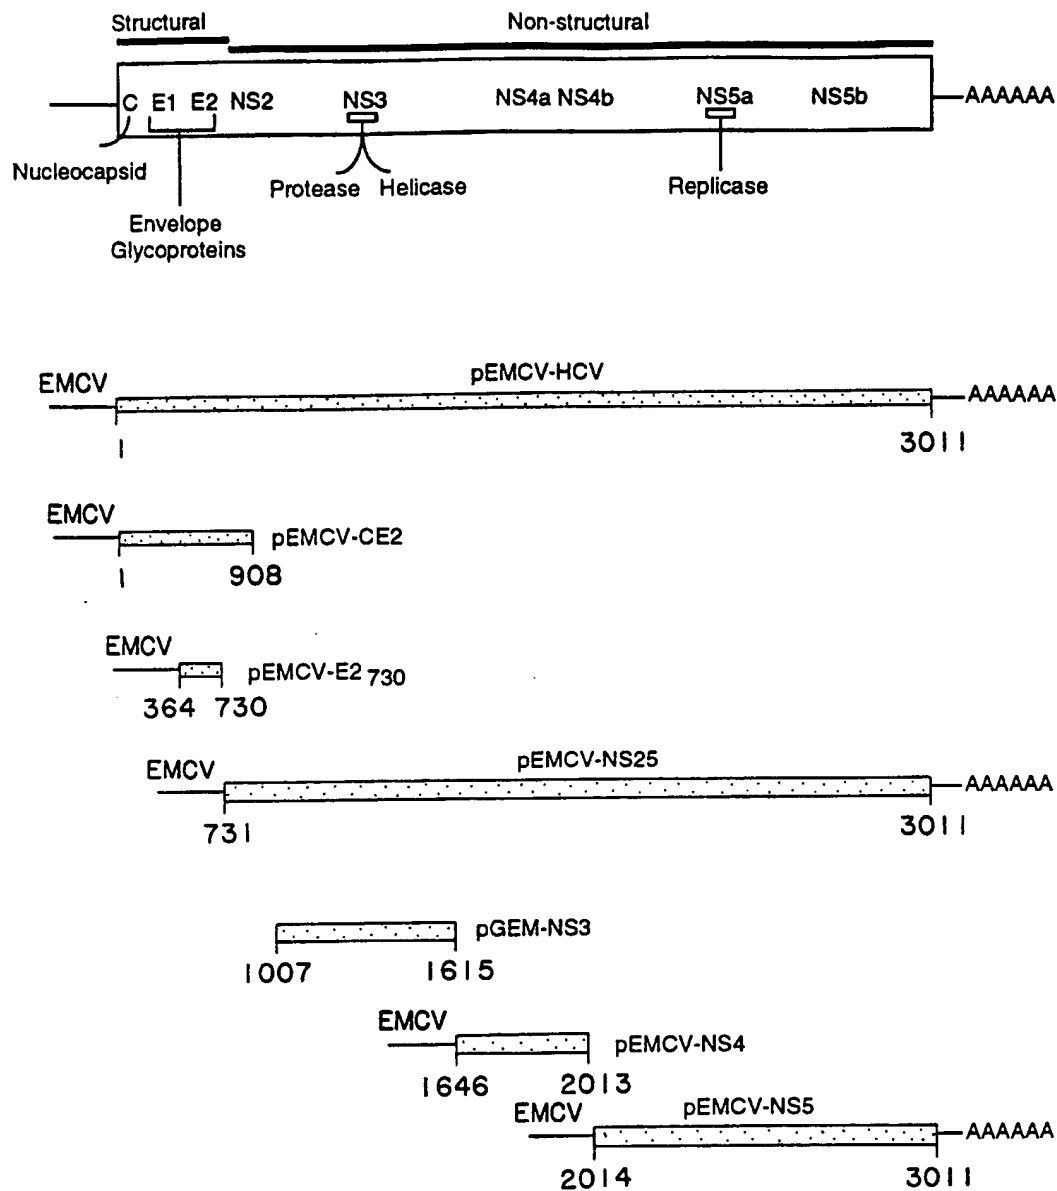 Structural Non-structural
C E1 E2 NS2 NS3 NS4a NS4b NS5a NS5b AAAAAA
Nucleocapsid
Protease Helicase Replicase
Envelope
Glycoproteins
pEMCV-HCV
EMCV AAAAAA
1 3011
EMCV
pEMCV-CE2
1 908
EMCV
pEMCV-E2 730
364 730
pEMCV-NS25
EMCV AAAAAA
731 3011
pGEM-NS3
1007 1615
EMCV
pEMCV-NS4
1646 2013
EMCV pEMCV-NS5
AAAAAA
2014 3011